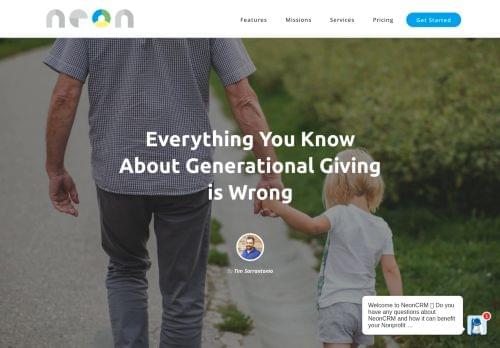 neon
Features
Missions
Services
Pricing
Get Started
Everything You Know
About Generational Giving
is Wrong
By Tim Sarrantonio
Welcome to NeonCRM Do you
have any questions about
NeonCRM and how it can benefit
your Nonprofit ...
1